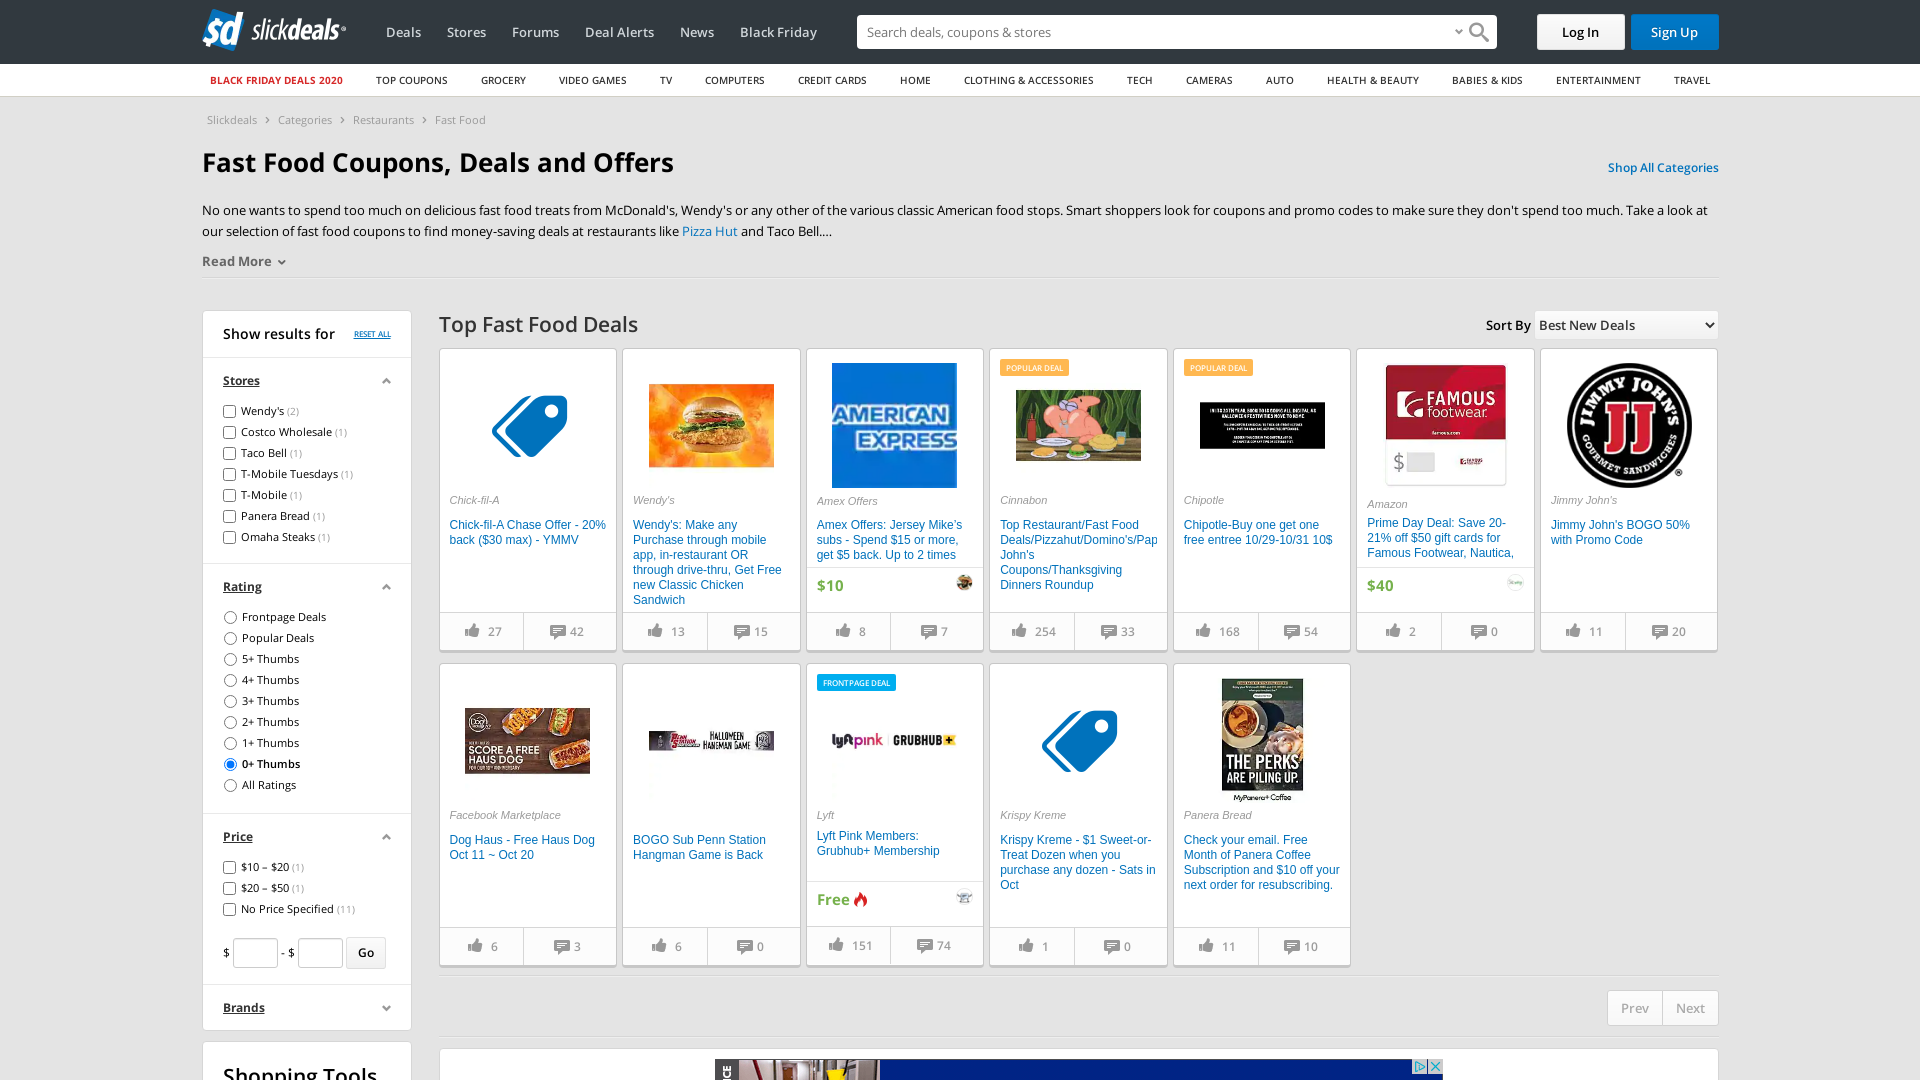 slickdeals
Deals
Stores
Forums
Deal Alerts
News
Black Friday
Search deals, coupons & stores
Log In
Sign Up
BLACK FRIDAY DEALS 2020
TOP COUPONS
GROCERY
VIDEO GAMES
TV
COMPUTERS
CREDIT CARDS
HOME
CLOTHING & ACCESSORIES
TECH
CAMERAS
AUTO
HEALTH & BEAUTY
BABIES & KIDS
ENTERTAINMENT
TRAVEL
Slickdeals > Categories > Restaurants > Fast Food
Fast Food Coupons, Deals and Offers
Shop All Categories
No one wants to spend too much on delicious fast food treats from McDonald's, Wendy's or any other of the various classic American food stops. Smart shoppers look for coupons and promo codes to make sure they don't spend too much. Take a look at
our selection of fast food coupons to find money-saving deals at restaurants like Pizza Hut and Taco Bell.…
Read More
Show results for
RESET ALL
Stores
Wendy's (2)
Costco Wholesale (1)
Taco Bell (1)
T-Mobile Tuesdays (1)
T-Mobile (1)
Panera Bread (1)
Omaha Steaks (1)
Rating
Frontpage Deals
Popular Deals
5+ Thumbs
4+ Thumbs
3+ Thumbs
2+ Thumbs
1+ Thumbs
0+ Thumbs
All Ratings
Price
$10 – $20 (1)
$20 – $50 (1)
No Price Specified (11)
$ - $ Go
Brands
Shopping Tools
Top Fast Food Deals
Sort By Best New Deals
Chick-fil-A
Chick-fil-A Chase Offer - 20%
back ($30 max) - YMMV
27
42
Wendy's
Wendy's: Make any
Purchase through mobile
app, in-restaurant OR
through drive-thru, Get Free
new Classic Chicken
Sandwich
13
15
AMERICAN
EXPRESS
Amex Offers
Amex Offers: Jersey Mike's
subs - Spend $15 or more,
get $5 back. Up to 2 times
$10
8
7
POPULAR DEAL
Cinnabon
Top Restaurant/Fast Food
Deals/Pizzahut/Domino's/Pap
John's
Coupons/Thanksgiving
Dinners Roundup
254
33
POPULAR DEAL
Chipotle
Chipotle-Buy one get one
free entree 10/29-10/31 10$
168
54
FAMOUS
footwear.
famous.com
$
Amazon
Prime Day Deal: Save 20-
21% off $50 gift cards for
Famous Footwear, Nautica,
$40
2
0
JIMMY JOHN'S
JJ
GOURMET SANDWICHES
Jimmy John's
Jimmy John's BOGO 50%
with Promo Code
11
20
SCORE A FREE
HAUS DOG
Facebook Marketplace
Dog Haus - Free Haus Dog
Oct 11 ~ Oct 20
6
3
HALLOWEEN
HANGMAN GAME
BOGO Sub Penn Station
Hangman Game is Back
6
0
FRONTPAGE DEAL
lyft pink GRUBHUB+
Lyft
Lyft Pink Members:
Grubhub+ Membership
Free
151
74
Krispy Kreme
Krispy Kreme - $1 Sweet-or-
Treat Dozen when you
purchase any dozen - Sats in
Oct
1
0
THE PERKS
ARE PILING UP.
MyPanera+ Coffee
Panera Bread
Check your email. Free
Month of Panera Coffee
Subscription and $10 off your
next order for resubscribing.
11
10
Prev
Next